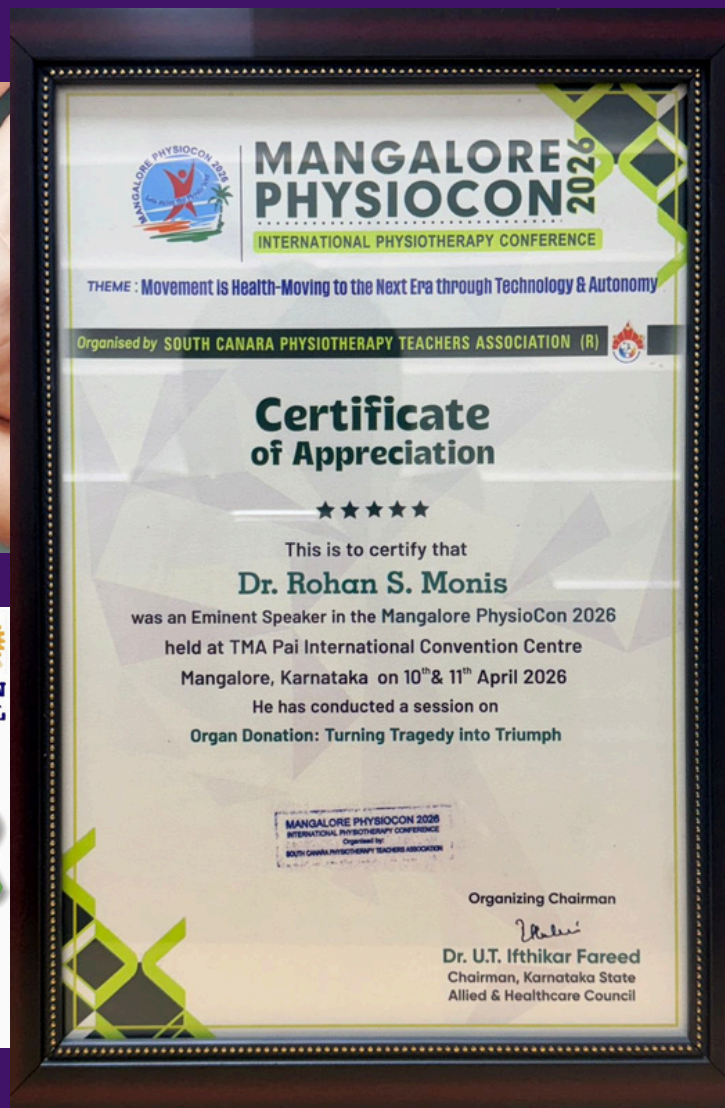 MANGALORE PHYSIOCON 2026
MANGALORE
PHYSIOCON
2026
INTERNATIONAL PHYSIOTHERAPY CONFERENCE
THEME : Movement is Health-Moving to the Next Era through Technology & Autonomy
Organised by SOUTH CANARA PHYSIOTHERAPY TEACHERS ASSOCIATION (R)
Certificate
of Appreciation
This is to certify that
Dr. Rohan S. Monis
was an Eminent Speaker in the Mangalore PhysioCon 2026
held at TMA Pai International Convention Centre
Mangalore, Karnataka on 10th & 11th April 2026
He has conducted a session on
Organ Donation: Turning Tragedy into Triumph
MANGALORE PHYSIOCON 2026
INTERNATIONAL PHYSIOTHERAPY CONFERENCE
Organised by:
SOUTH CANARA PHYSIOTHERAPY TEACHERS ASSOCIATION
Organizing Chairman
Dr. U.T. Ifthikar Fareed
Chairman, Karnataka State
Allied & Healthcare Council